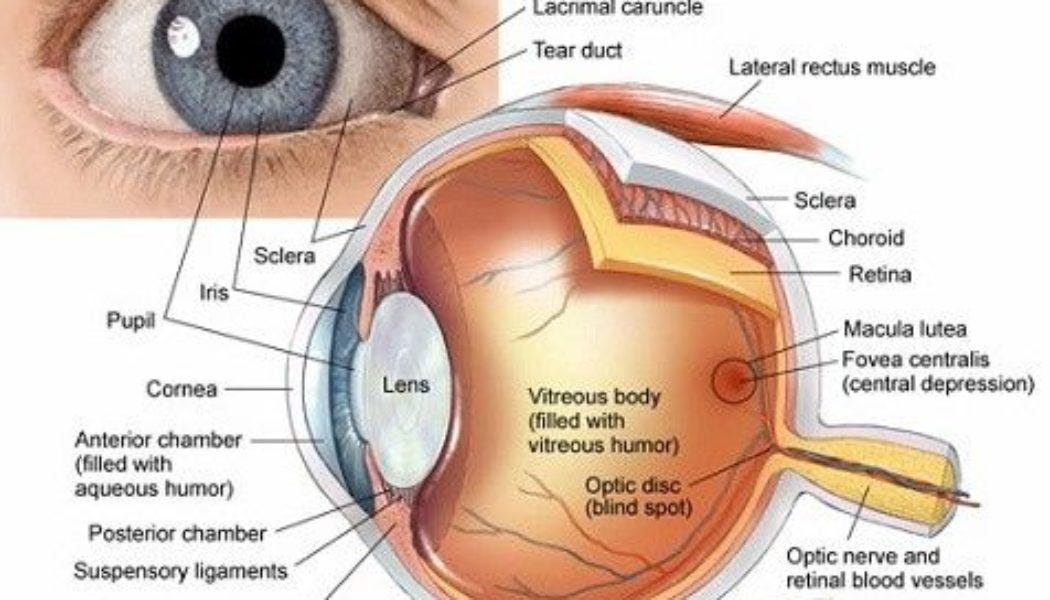 Lacrimal caruncle
Tear duct
Lateral rectus muscle
Sclera
Choroid
Retina
Sclera
Iris
Pupil
Macula lutea
Fovea centralis
(central depression)
Cornea
Lens
Vitreous body
(filled with
vitreous humor)
Anterior chamber
(filled with
aqueous humor)
Optic disc
(blind spot)
Posterior chamber
Suspensory ligaments
Optic nerve and
retinal blood vessels